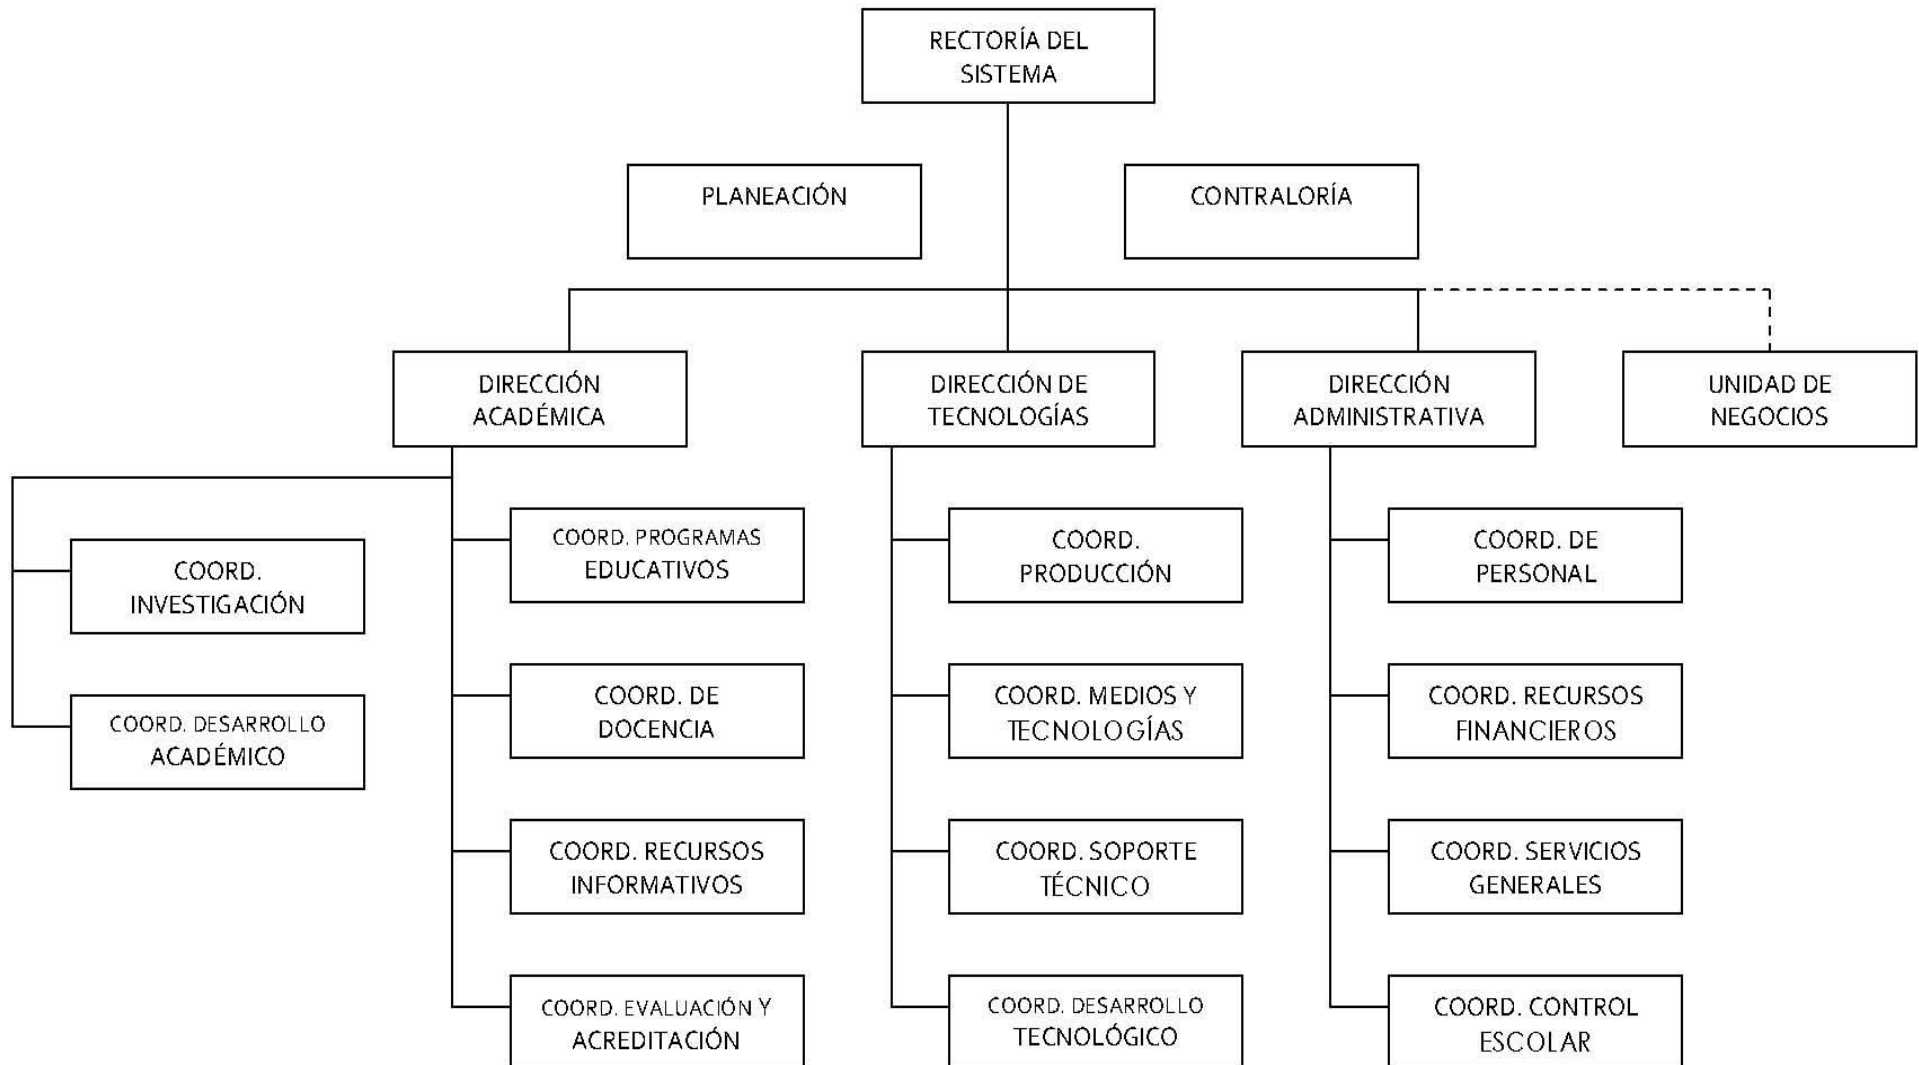 RECTORÍA DEL
SISTEMA
PLANEACIÓN
CONTRALORÍA
DIRECCIÓN
ACADÉMICA
DIRECCIÓN DE
TECNOLOGÍAS
DIRECCIÓN
ADMINISTRATIVA
UNIDAD DE
NEGOCIOS
COORD.
INVESTIGACIÓN
COORD. DESARROLLO
ACADÉMICO
COORD. PROGRAMAS
EDUCATIVOS
COORD. DE
DOCENCIA
COORD. RECURSOS
INFORMATIVOS
COORD. EVALUACIÓN Y
ACREDITACIÓN
COORD.
PRODUCCIÓN
COORD. MEDIOS Y
TECNOLOGÍAS
COORD. SOPORTE
TÉCNICO
COORD. DESARROLLO
TECNOLÓGICO
COORD. DE
PERSONAL
COORD. RECURSOS
FINANCIEROS
COORD. SERVICIOS
GENERALES
COORD. CONTROL
ESCOLAR